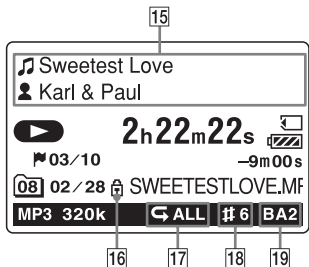 15
Sweetest Love
Karl & Paul
2h22m22s
03/10
−9m00s
08 02/28 SWEETESTLOVE.MF
MP3 320k ALL #6 BA2
16 17 18 19